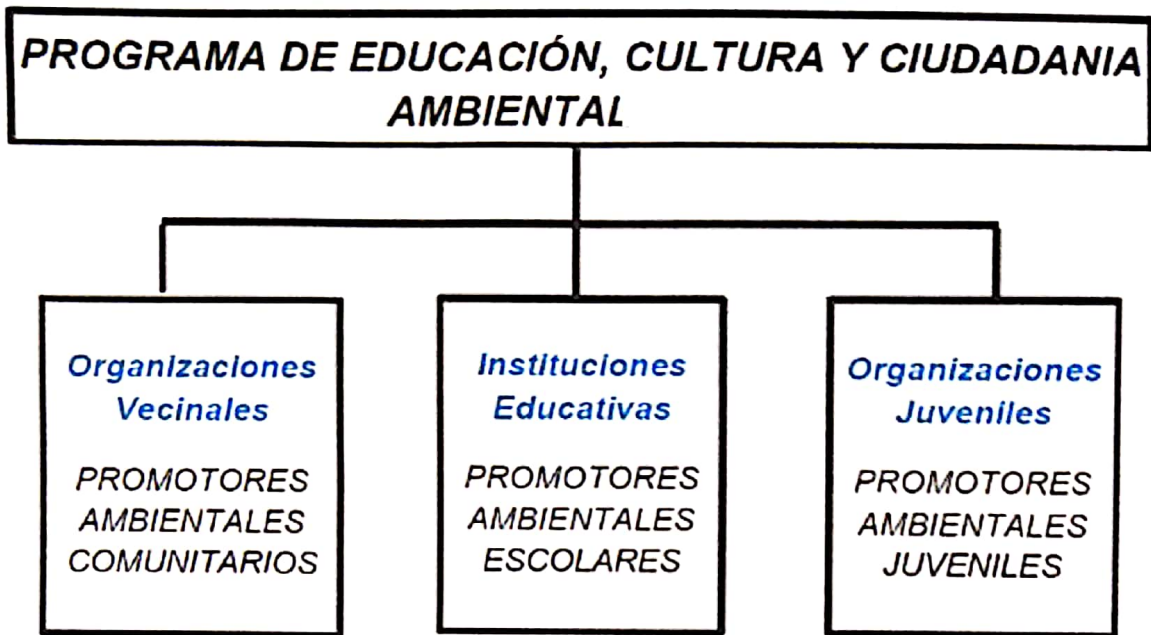 PROGRAMA DE EDUCACIÓN, CULTURA Y CIUDADANIA
AMBIENTAL
Organizaciones
Vecinales
PROMOTORES
AMBIENTALES
COMUNITARIOS
Instituciones
Educativas
PROMOTORES
AMBIENTALES
ESCOLARES
Organizaciones
Juveniles
PROMOTORES
AMBIENTALES
JUVENILES